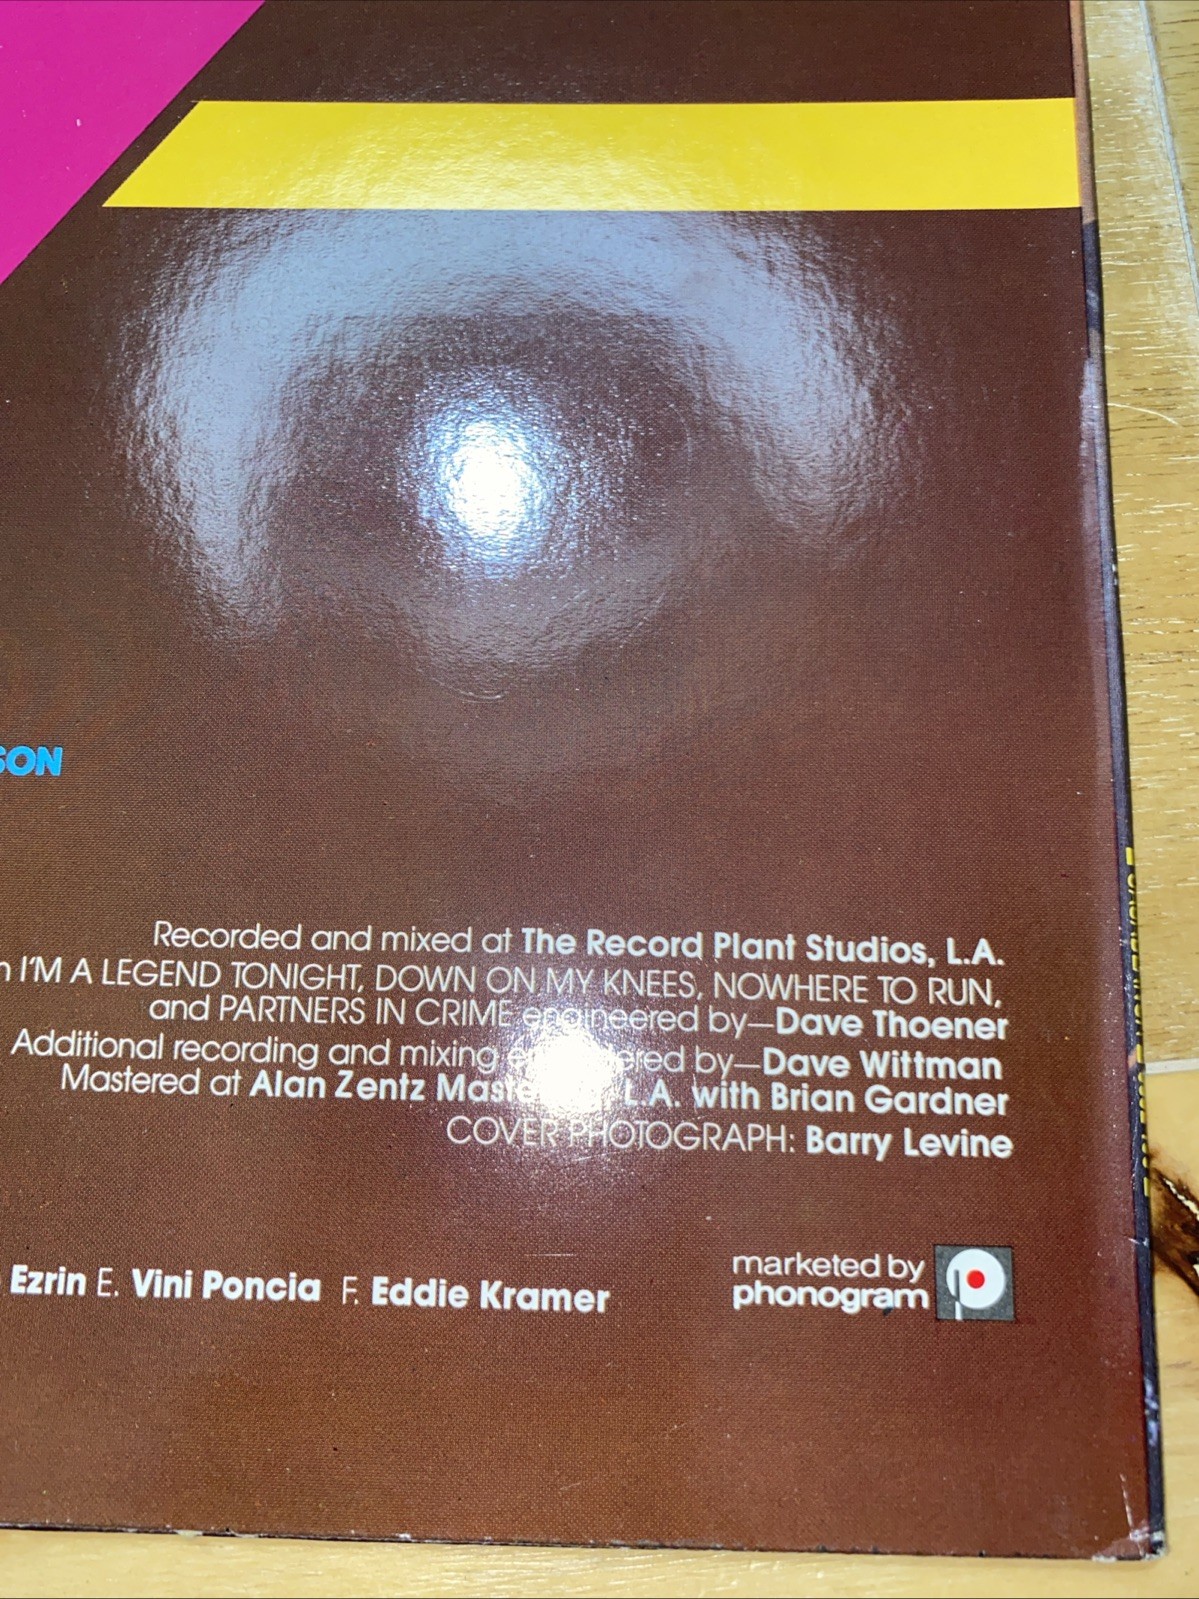 SON
Recorded and mixed at The Record Plant Studios, L.A.
I'M A LEGEND TONIGHT, DOWN ON MY KNEES, NOWHERE TO RUN,
and PARTNERS IN CRIME engineered by—Dave Thoener
Additional recording and mixing engineered by—Dave Wittman
Mastered at Alan Zentz Mastering, L.A. with Brian Gardner
COVER PHOTOGRAPH: Barry Levine
Ezrin E. Vini Poncia F. Eddie Kramer
marketed by
phonogram